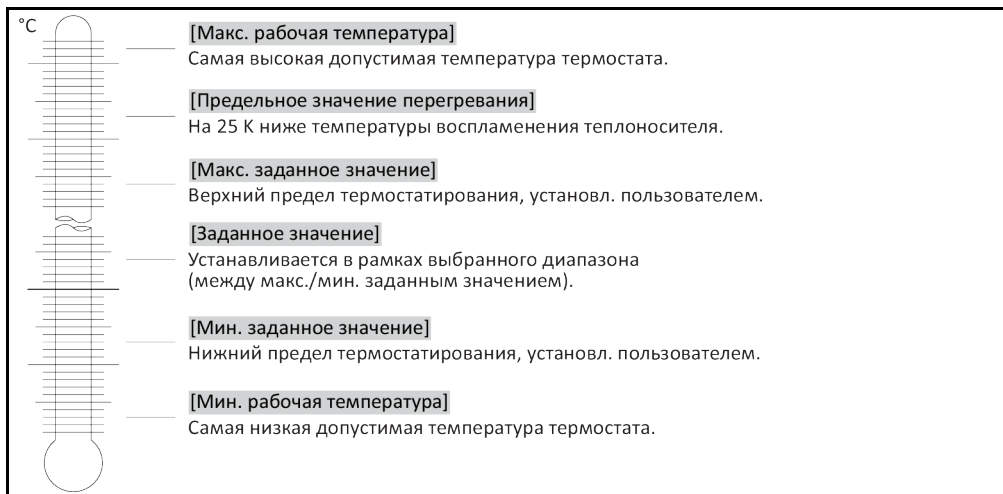 °C
[Макс. рабочая температура]
Самая высокая допустимая температура термостата.
[Предельное значение перегревания]
На 25 K ниже температуры воспламенения теплоносителя.
[Макс. заданное значение]
Верхний предел термостатирования, установл. пользователем.
[Заданное значение]
Устанавливается в рамках выбранного диапазона
(между макс./мин. заданным значением).
[Мин. заданное значение]
Нижний предел термостатирования, установл. пользователем.
[Мин. рабочая температура]
Самая низкая допустимая температура термостата.